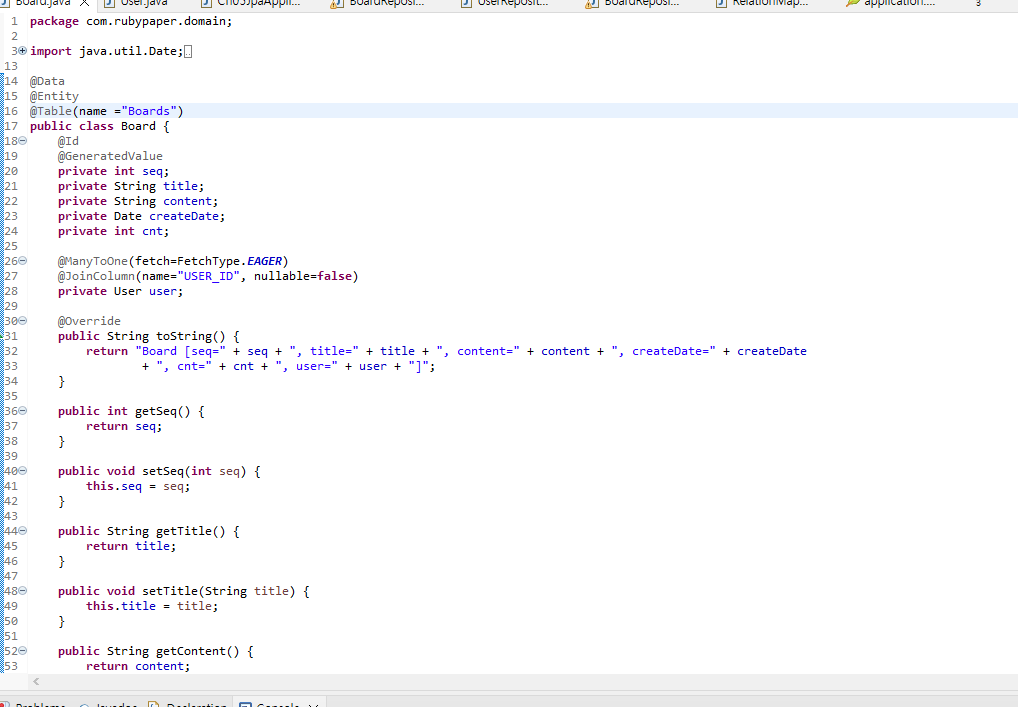 Board.java
User.java
Ch05JpaAppli...
BoardReposi...
UserReposit...
BoardReposi...
RelationMap...
application....
3
1 package com.rubypaper.domain;
2
3 import java.util.Date;
13
14 @Data
15 @Entity
16 @Table(name ="Boards")
17 public class Board {
18 @Id
19 @GeneratedValue
20 private int seq;
21 private String title;
22 private String content;
23 private Date createDate;
24 private int cnt;
25
26 @ManyToOne(fetch=FetchType.EAGER)
27 @JoinColumn(name="USER_ID", nullable=false)
28 private User user;
29
30 @Override
31 public String toString() {
32 return "Board [seq=" + seq + ", title=" + title + ", content=" + content + ", createDate=" + createDate
33 + ", cnt=" + cnt + ", user=" + user + "]";
34 }
35
36 public int getSeq() {
37 return seq;
38 }
39
40 public void setSeq(int seq) {
41 this.seq = seq;
42 }
43
44 public String getTitle() {
45 return title;
46 }
47
48 public void setTitle(String title) {
49 this.title = title;
50 }
51
52 public String getContent() {
53 return content;
Problems Javadoc Declaration Console